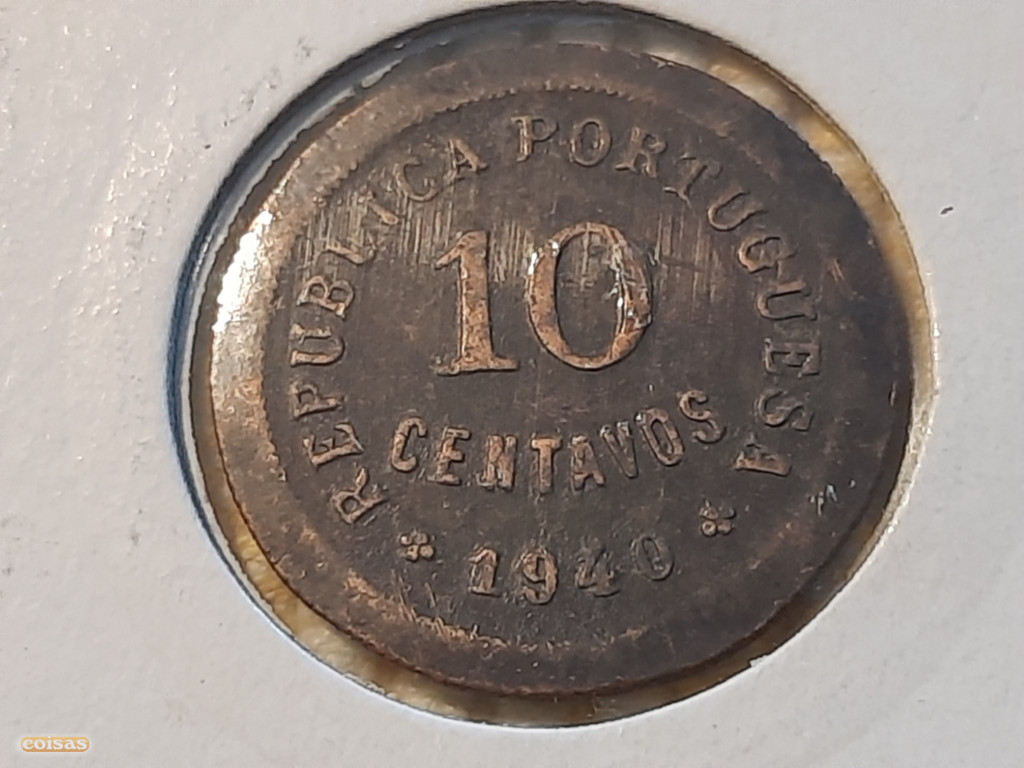 REPUBLICA PORTUGUESA
10
CENTAVOS
* 1940 *
coisas